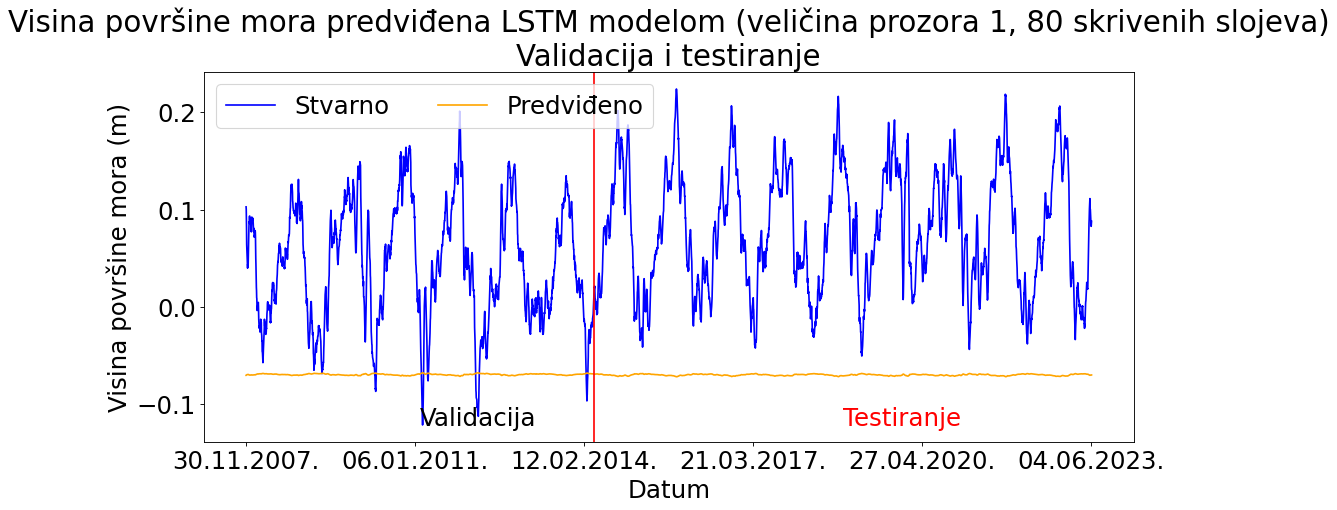 Visina površine mora predviđena LSTM modelom (veličina prozora 1, 80 skrivenih slojeva)
Validacija i testiranje
Stvarno
Predviđeno
Visina površine mora (m)
0.2
0.1
0.0
−0.1
Validacija
Testiranje
30.11.2007.
06.01.2011.
12.02.2014.
21.03.2017.
27.04.2020.
04.06.2023.
Datum